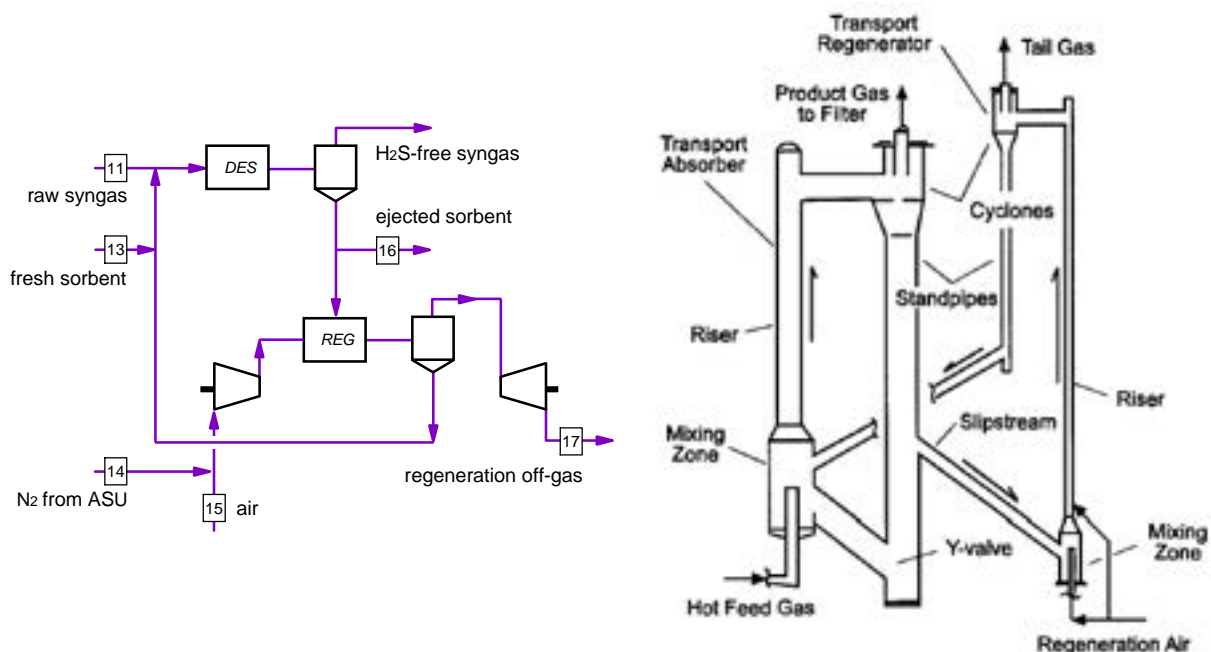 11
raw syngas
13
fresh sorbent
DES
H2S-free syngas
ejected sorbent
16
REG
14
N2 from ASU
15
air
17
regeneration off-gas
Transport
Regenerator
Tail Gas
Product Gas
to Filter
Transport
Absorber
Cyclones
Standpipes
Riser
Riser
Slipstream
Mixing
Zone
Y-valve
Mixing
Zone
Hot Feed Gas
Regeneration Air